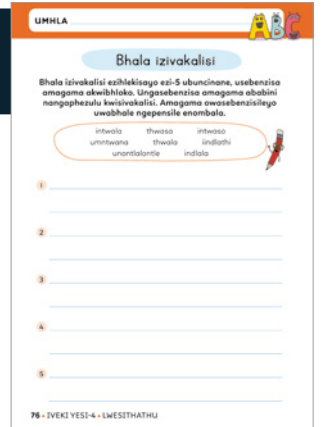 UMHLA
ABC
Bhala izivakalisi
Bhala izivakalisi ezihlekisayo ezi-5 ubuncinane, usebenzisa
amagama akwibhloko. Ungasebenzisa amagama ababini
nangaphezulu kwisivakalisi. Amagama owasebenzisileyo
uwabhale ngepensile enombala.
intwala thwasa intwaso
umntwana thwala iindlathi
unontlalontle indlala
1
2
3
4
5
76 • IVEKI YESI-4 • LWESITHATHU